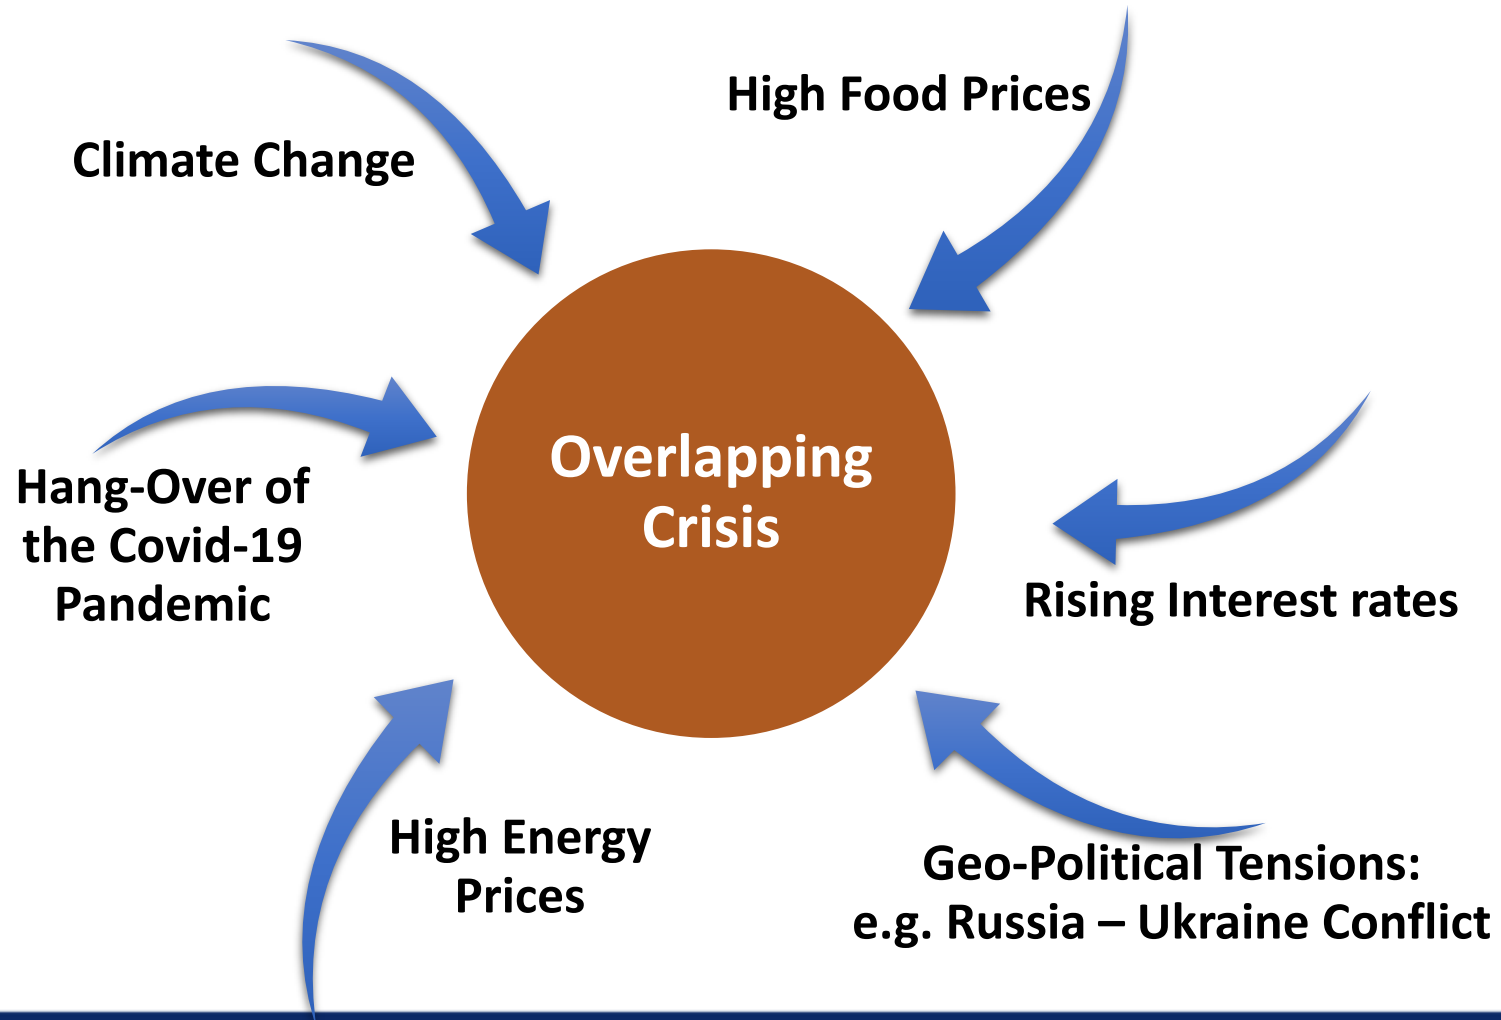 High Food Prices
Climate Change
Overlapping
Crisis
Hang-Over of
the Covid-19
Pandemic
Rising Interest rates
High Energy
Prices
Geo-Political Tensions:
e.g. Russia – Ukraine Conflict